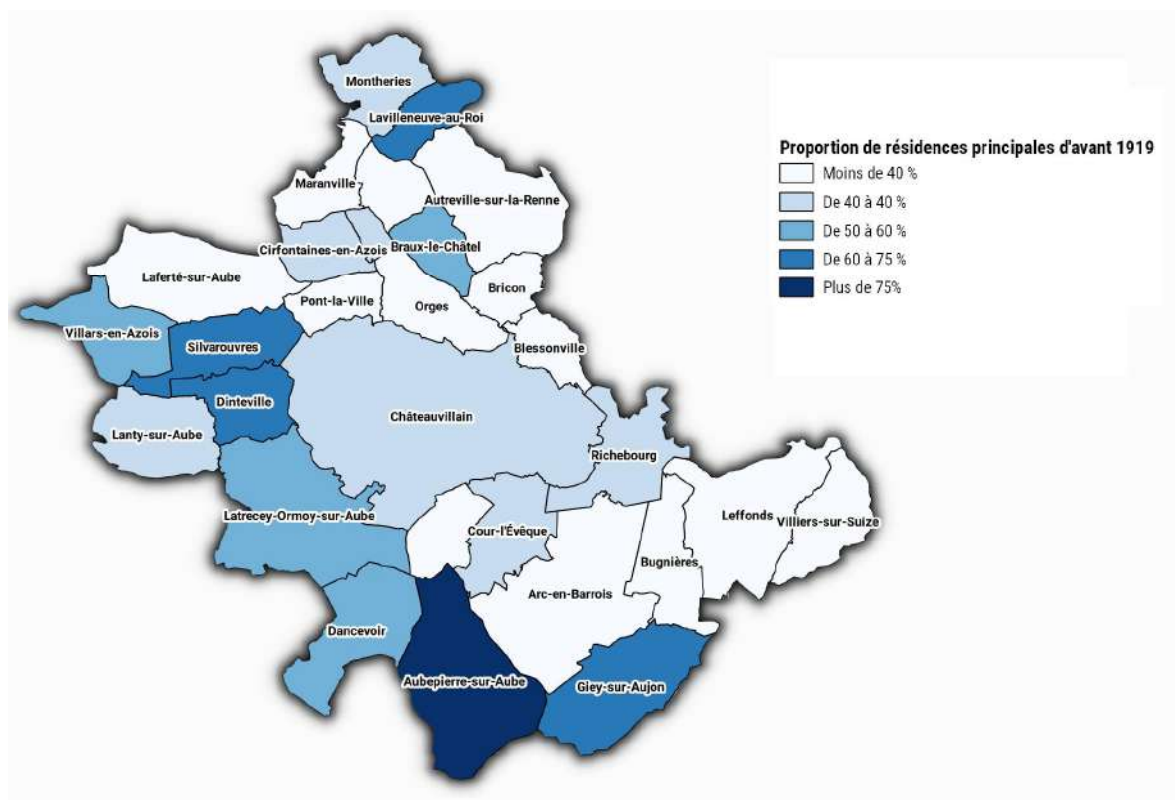 Montheries
Lavilleneuve-au-Roi
Proportion de résidences principales d'avant 1919
Moins de 40 %
De 40 à 40 %
De 50 à 60 %
De 60 à 75 %
Plus de 75%
Maranville
Autreville-sur-la-Renne
Cirfontaines-en-Azois
Braux-le-Châtel
Laferté-sur-Aube
Pont-la-Ville
Orges
Bricon
Villars-en-Azois
Silvarouvres
Blessonville
Dinteville
Châteauvillain
Lanty-sur-Aube
Richebourg
Latrecey-Ormoy-sur-Aube
Cour-l'Évêque
Leffonds
Villiers-sur-Suize
Bugnières
Arc-en-Barrois
Dancevoir
Aubepierre-sur-Aube
Giey-sur-Aujon